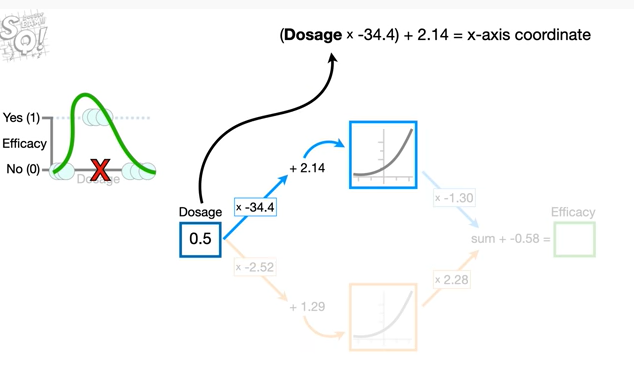 StatQuest!
(Dosage x -34.4) + 2.14 = x-axis coordinate
Yes (1)
Efficacy
No (0)
Dosage
Dosage
0.5
x -34.4
+ 2.14
x -1.30
x -2.52
+ 1.29
x 2.28
sum + -0.58 =
Efficacy